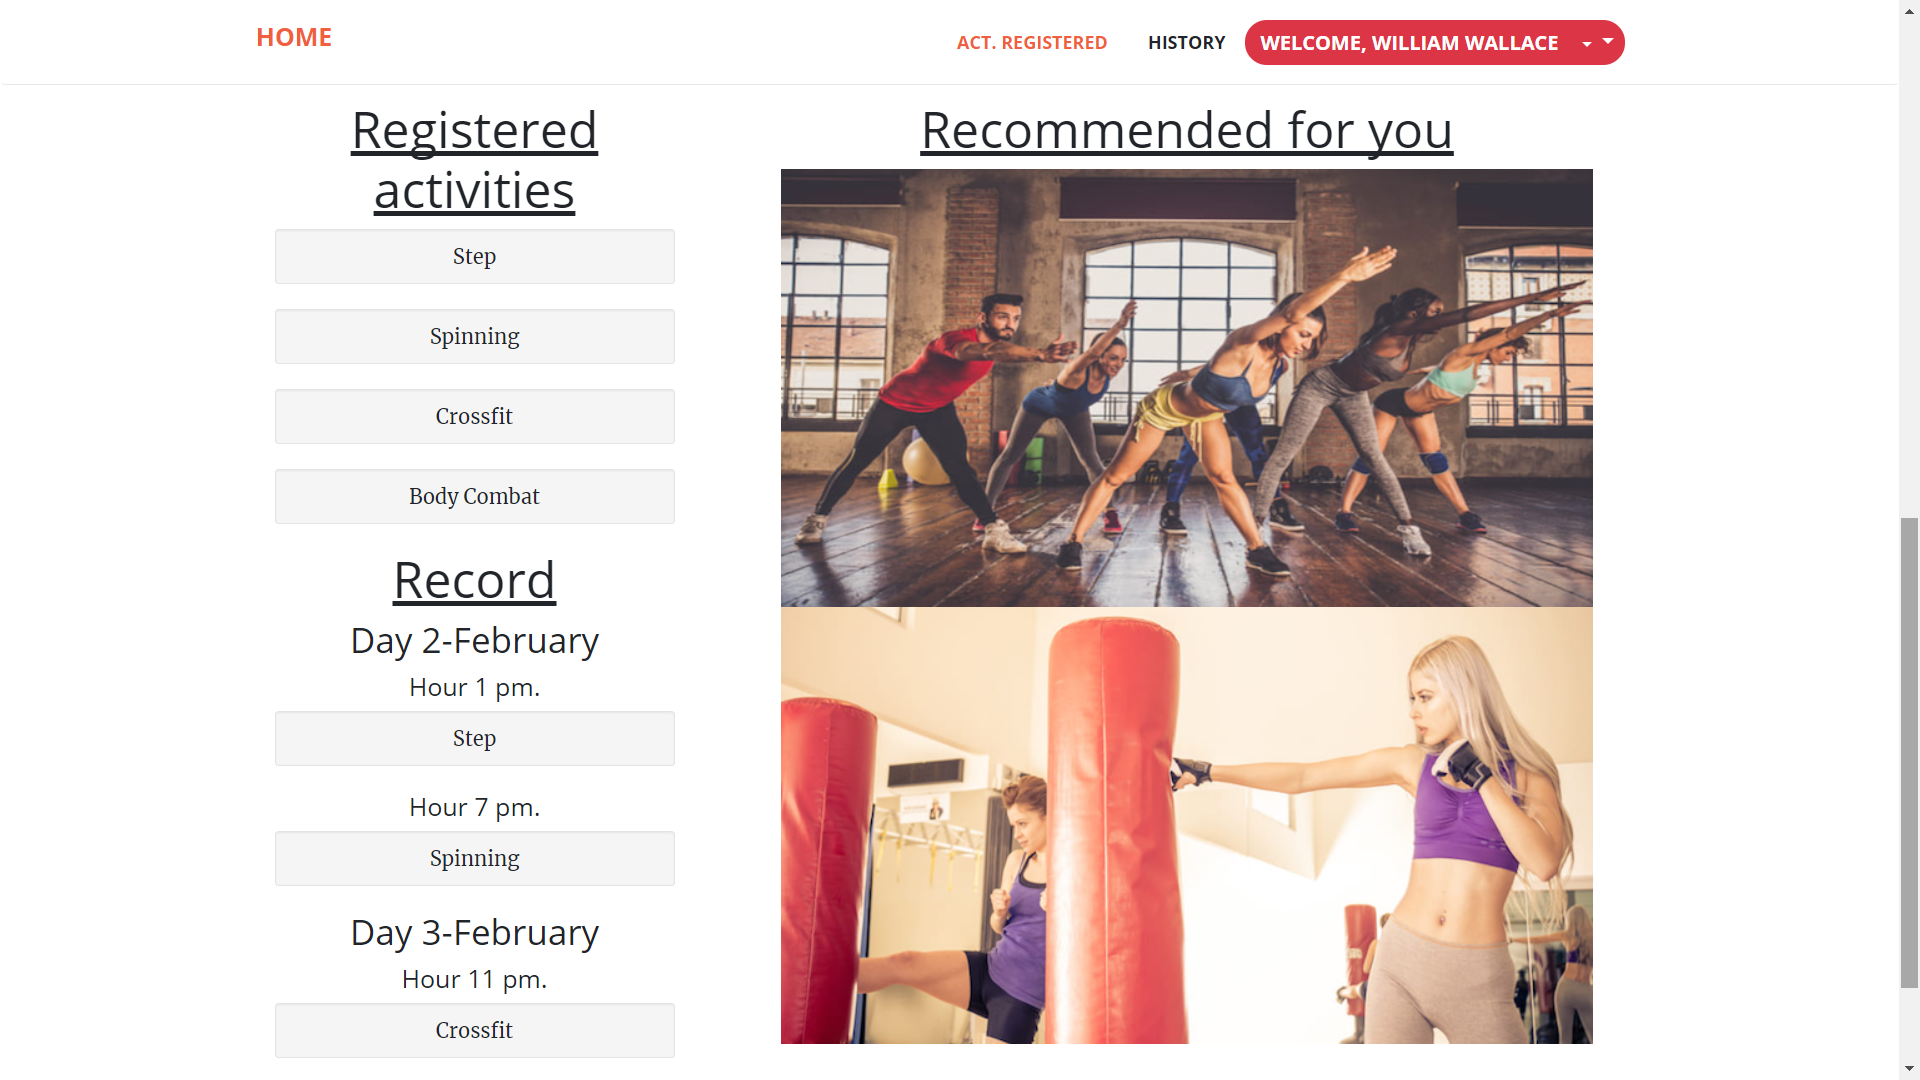 HOME
ACT. REGISTERED
HISTORY
WELCOME, WILLIAM WALLACE
Registered
activities
Step
Spinning
Crossfit
Body Combat
Record
Day 2-February
Hour 1 pm.
Step
Hour 7 pm.
Spinning
Day 3-February
Hour 11 pm.
Crossfit
Recommended for you